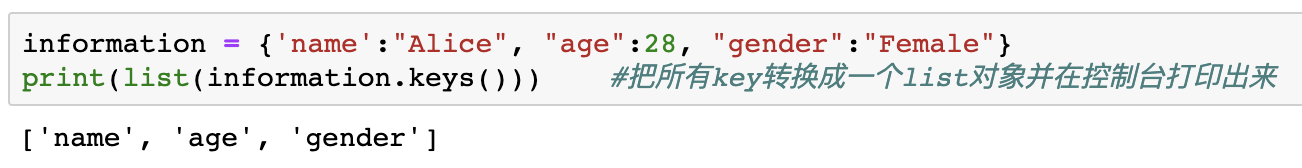 information = {'name':"Alice", "age":28, "gender":"Female"}
print(list(information.keys()))    #把所有key转换成一个list对象并在控制台打印出来
['name', 'age', 'gender']